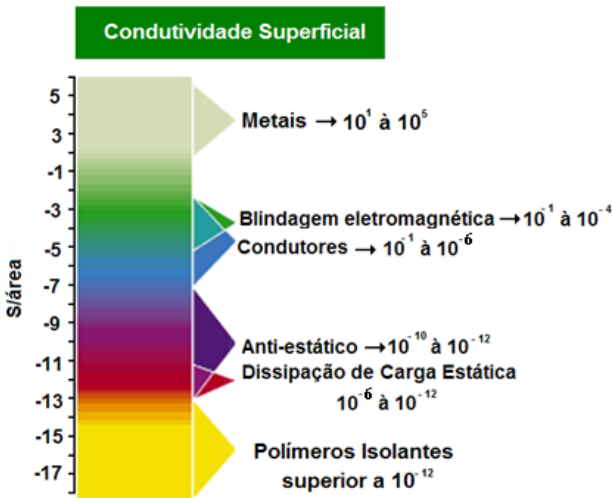 Condutividade Superficial
S/área
5
3
-1
-3
-5
-7
-9
-11
-13
-15
-17
Metais → 10¹ à 10⁵
Blindagem eletromagnética → 10⁻¹ à 10⁻⁴
Condutores → 10⁻¹ à 10⁻⁶
Anti-estático → 10⁻¹⁰ à 10⁻¹²
Dissipação de Carga Estática
10⁻⁶ à 10⁻¹²
Polímeros Isolantes
superior a 10⁻¹²